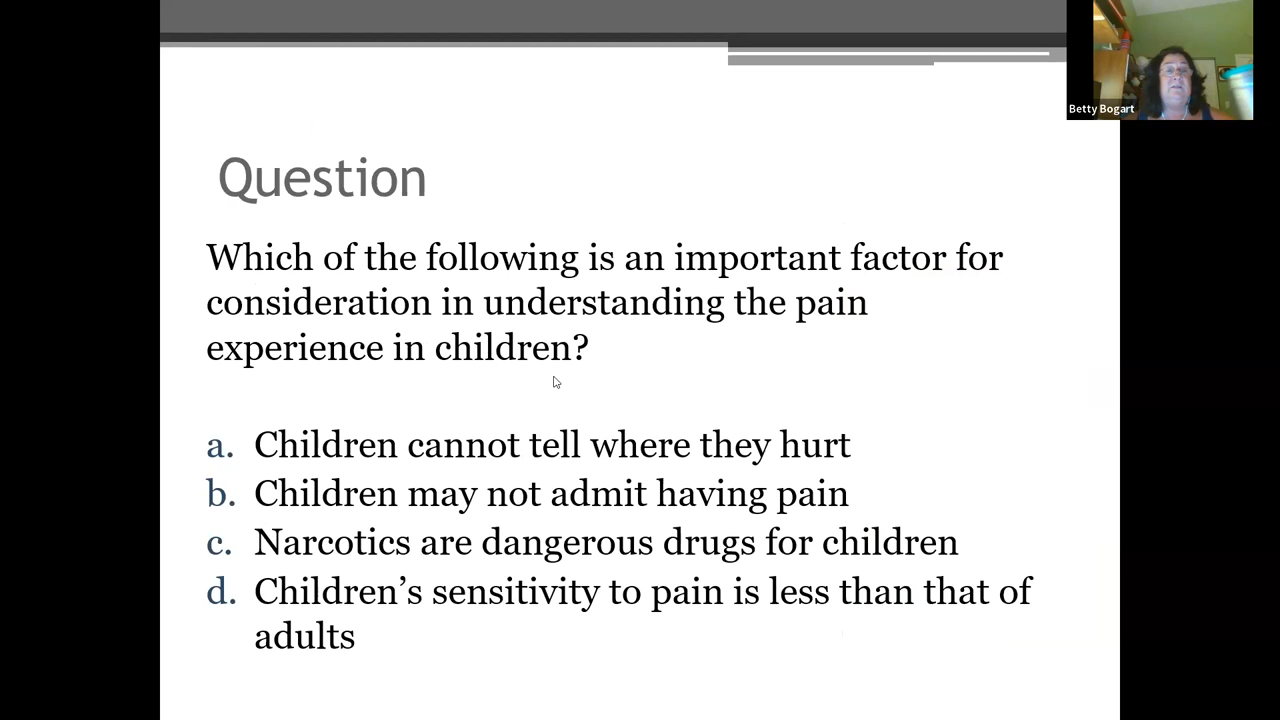 Betty Bogart
Question
Which of the following is an important factor for
consideration in understanding the pain
experience in children?
a. Children cannot tell where they hurt
b. Children may not admit having pain
c. Narcotics are dangerous drugs for children
d. Children’s sensitivity to pain is less than that of
adults